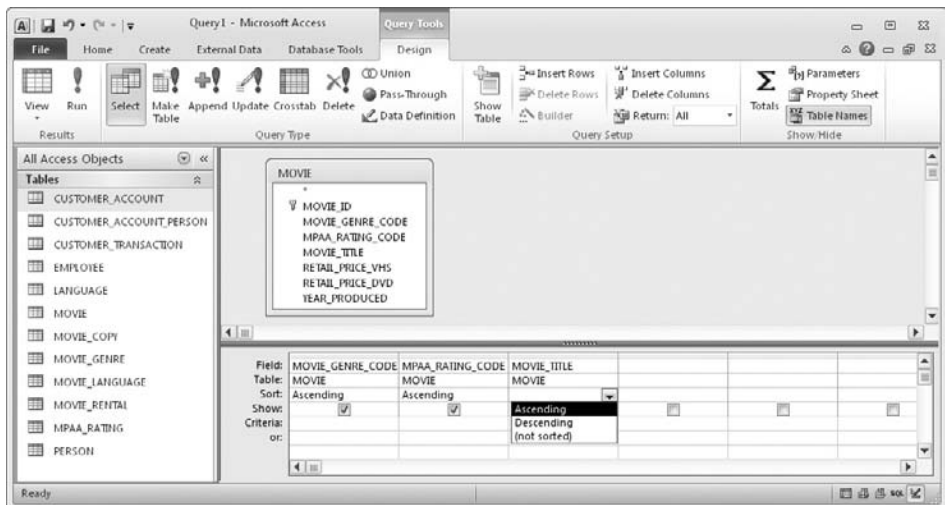 Query1 - Microsoft Access
Query Tools
File Home Create External Data Database Tools Design
View
Run
Select
Make Table
Append
Update
Crosstab
Delete
Union
Pass-Through
Data Definition
Show Table
Insert Rows
Delete Rows
Builder
Insert Columns
Delete Columns
Return: All
Totals
Parameters
Property Sheet
Table Names
Results
Query Type
Query Setup
Show/Hide
All Access Objects
Tables
CUSTOMER_ACCOUNT
CUSTOMER_ACCOUNT_PERSON
CUSTOMER_TRANSACTION
EMPLOYEE
LANGUAGE
MOVIE
MOVIE_COPY
MOVIE_GENRE
MOVIE_LANGUAGE
MOVIE_RENTAL
MPAA_RATING
PERSON
MOVIE
*
MOVIE_ID
MOVIE_GENRE_CODE
MPAA_RATING_CODE
MOVIE_TITLE
RETAIL_PRICE_VHS
RETAIL_PRICE_DVD
YEAR_PRODUCED
Field: MOVIE_GENRE_CODE MPAA_RATING_CODE MOVIE_TITLE
Table: MOVIE MOVIE MOVIE
Sort: Ascending Ascending
Show: Ascending
Criteria: Descending
or: (not sorted)
Ready
SQL